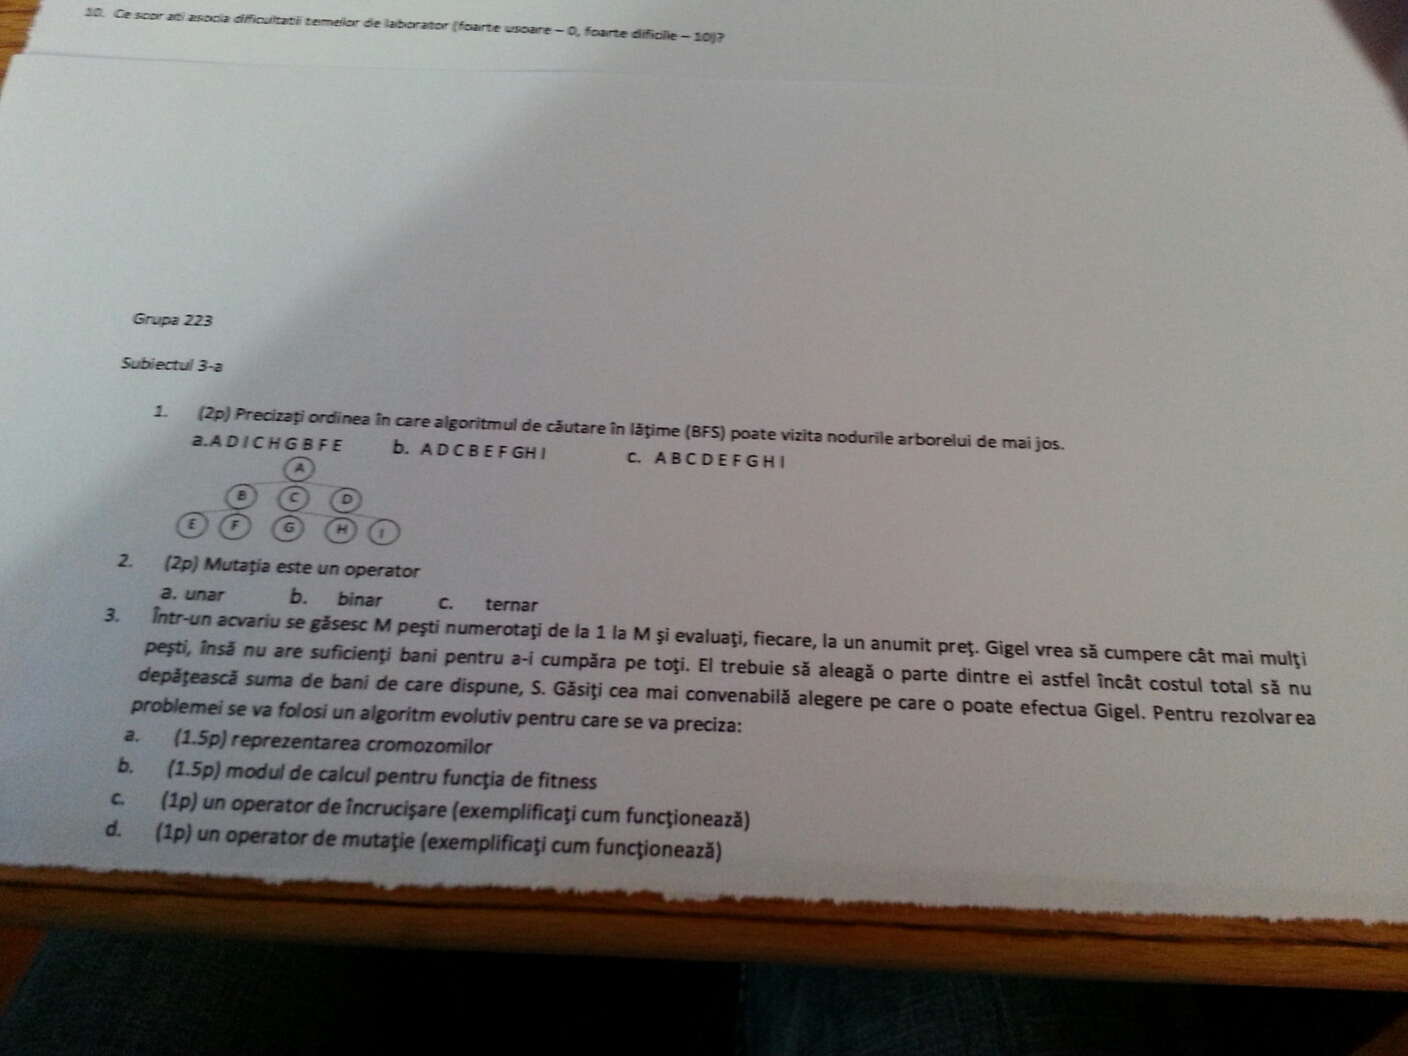 10. Ce scor ati asocia dificultatii temelor de laborator (foarte usoare – 0, foarte dificile – 10)?
Grupa 223
Subiectul 3-a
1. (2p) Precizaţi ordinea în care algoritmul de căutare în lăţime (BFS) poate vizita nodurile arborelui de mai jos.
a. A D I C H G B F E b. A D C B E F GH I c. A B C D E F G H I
A
B C D
E F G H I
2. (2p) Mutaţia este un operator
a. unar b. binar c. ternar
3. Într-un acvariu se găsesc M peşti numerotaţi de la 1 la M şi evaluaţi, fiecare, la un anumit preţ. Gigel vrea să cumpere cât mai mulţi
peşti, însă nu are suficienţi bani pentru a-i cumpăra pe toţi. El trebuie să aleagă o parte dintre ei astfel încât costul total să nu
depăţească suma de bani de care dispune, S. Găsiţi cea mai convenabilă alegere pe care o poate efectua Gigel. Pentru rezolvarea
problemei se va folosi un algoritm evolutiv pentru care se va preciza:
a. (1.5p) reprezentarea cromozomilor
b. (1.5p) modul de calcul pentru funcţia de fitness
c. (1p) un operator de încrucişare (exemplificaţi cum funcţionează)
d. (1p) un operator de mutaţie (exemplificaţi cum funcţionează)